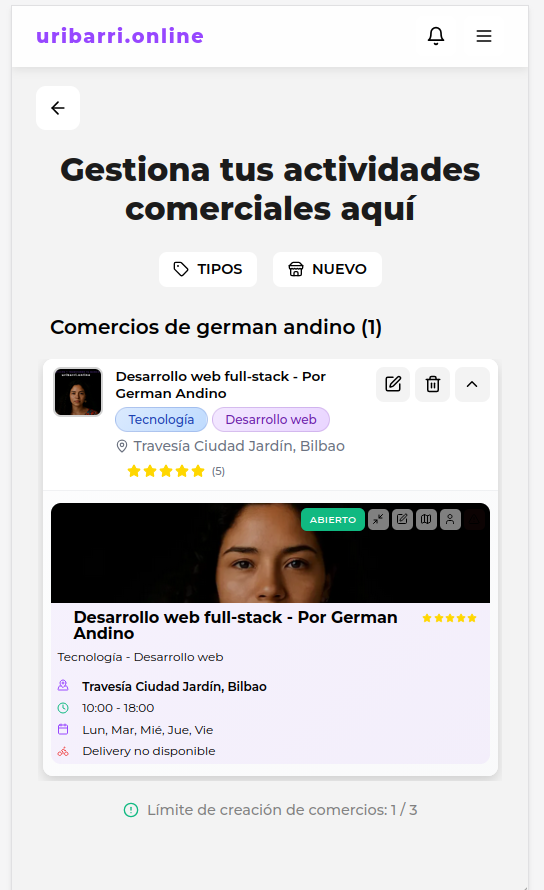 uribarri.online
Gestiona tus actividades
comerciales aquí
TIPOS
NUEVO
Comercios de german andino (1)
Desarrollo web full-stack - Por
German Andino
Tecnología
Desarrollo web
Travesía Ciudad Jardín, Bilbao
(5)
ABIERTO
Desarrollo web full-stack - Por German
Andino
Tecnología - Desarrollo web
Travesía Ciudad Jardín, Bilbao
10:00 - 18:00
Lun, Mar, Mié, Jue, Vie
Delivery no disponible
Límite de creación de comercios: 1 / 3